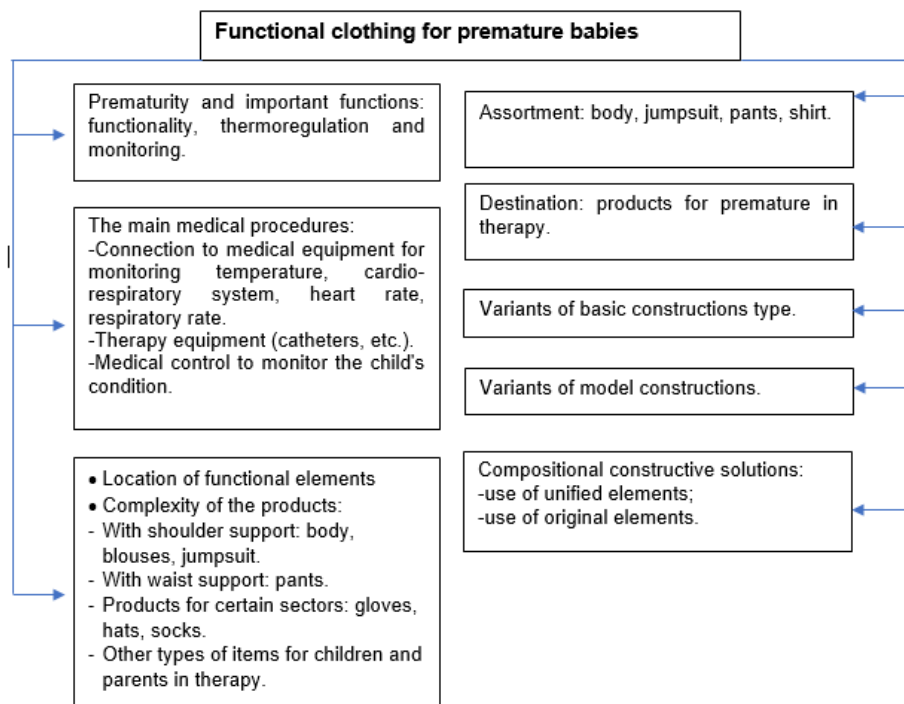 Functional clothing for premature babies
Prematurity and important functions:
functionality, thermoregulation and
monitoring.
The main medical procedures:
-Connection to medical equipment for
monitoring temperature, cardio-
respiratory system, heart rate,
respiratory rate.
-Therapy equipment (catheters, etc.).
-Medical control to monitor the child's
condition.
• Location of functional elements
• Complexity of the products:
- With shoulder support: body,
blouses, jumpsuit.
- With waist support: pants.
- Products for certain sectors: gloves,
hats, socks.
- Other types of items for children and
parents in therapy.
Assortment: body, jumpsuit, pants, shirt.
Destination: products for premature in
therapy.
Variants of basic constructions type.
Variants of model constructions.
Compositional constructive solutions:
-use of unified elements;
-use of original elements.